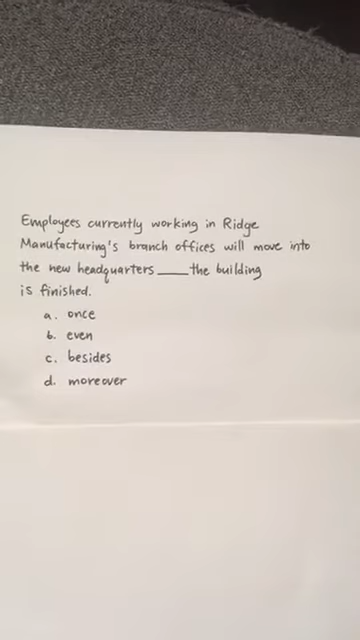 Employees currently working in Ridge
Manufacturing's branch offices will move into
the new headquarters ____ the building
is finished.
a. once
b. even
c. besides
d. moreover